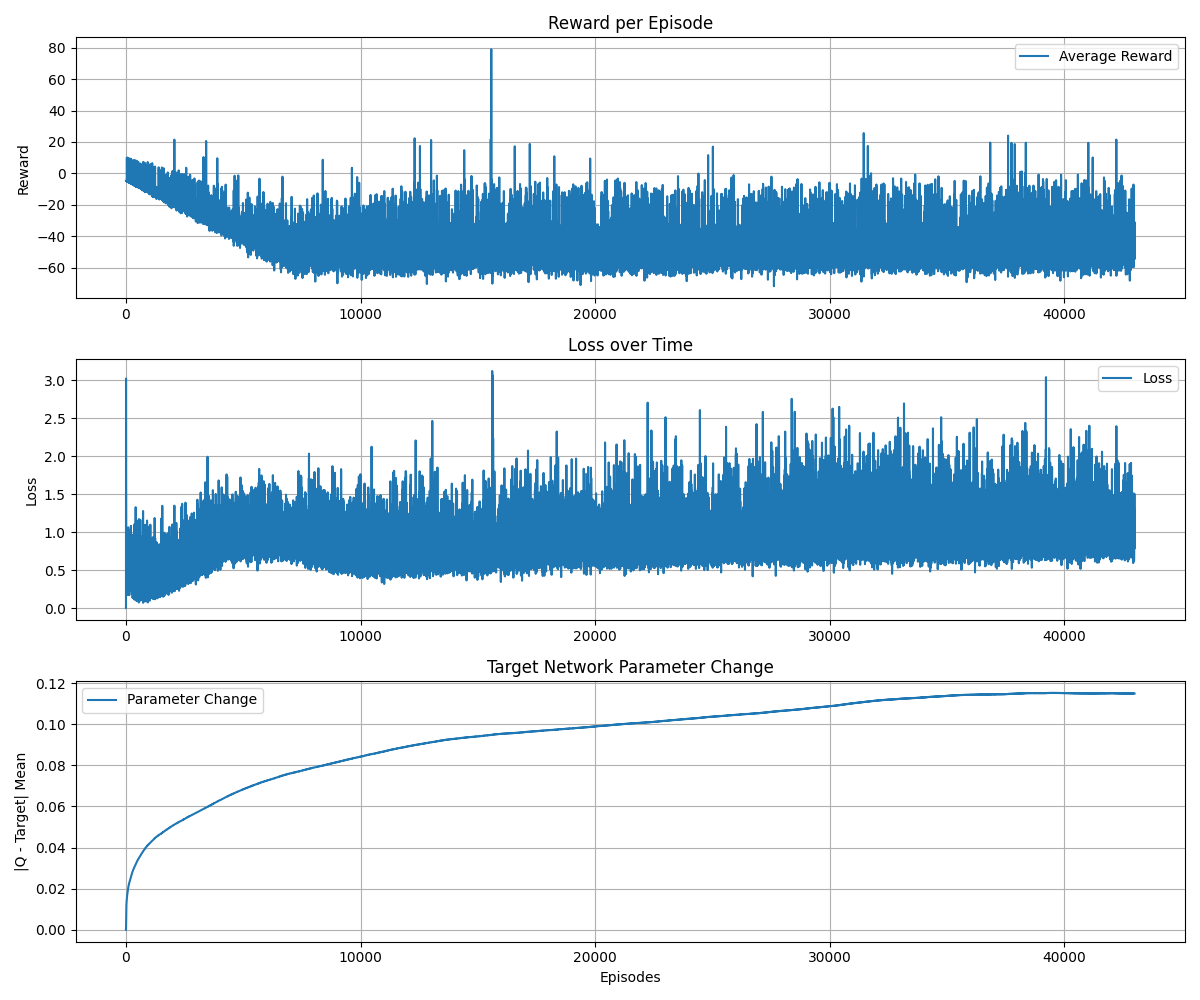 Reward per Episode
Average Reward
Reward
80
60
40
20
0
−20
−40
−60
0 10000 20000 30000 40000
Loss over Time
Loss
Loss
3.0
2.5
2.0
1.5
1.0
0.5
0.0
0 10000 20000 30000 40000
Target Network Parameter Change
Parameter Change
|Q - Target| Mean
0.12
0.10
0.08
0.06
0.04
0.02
0.00
0 10000 20000 30000 40000
Episodes